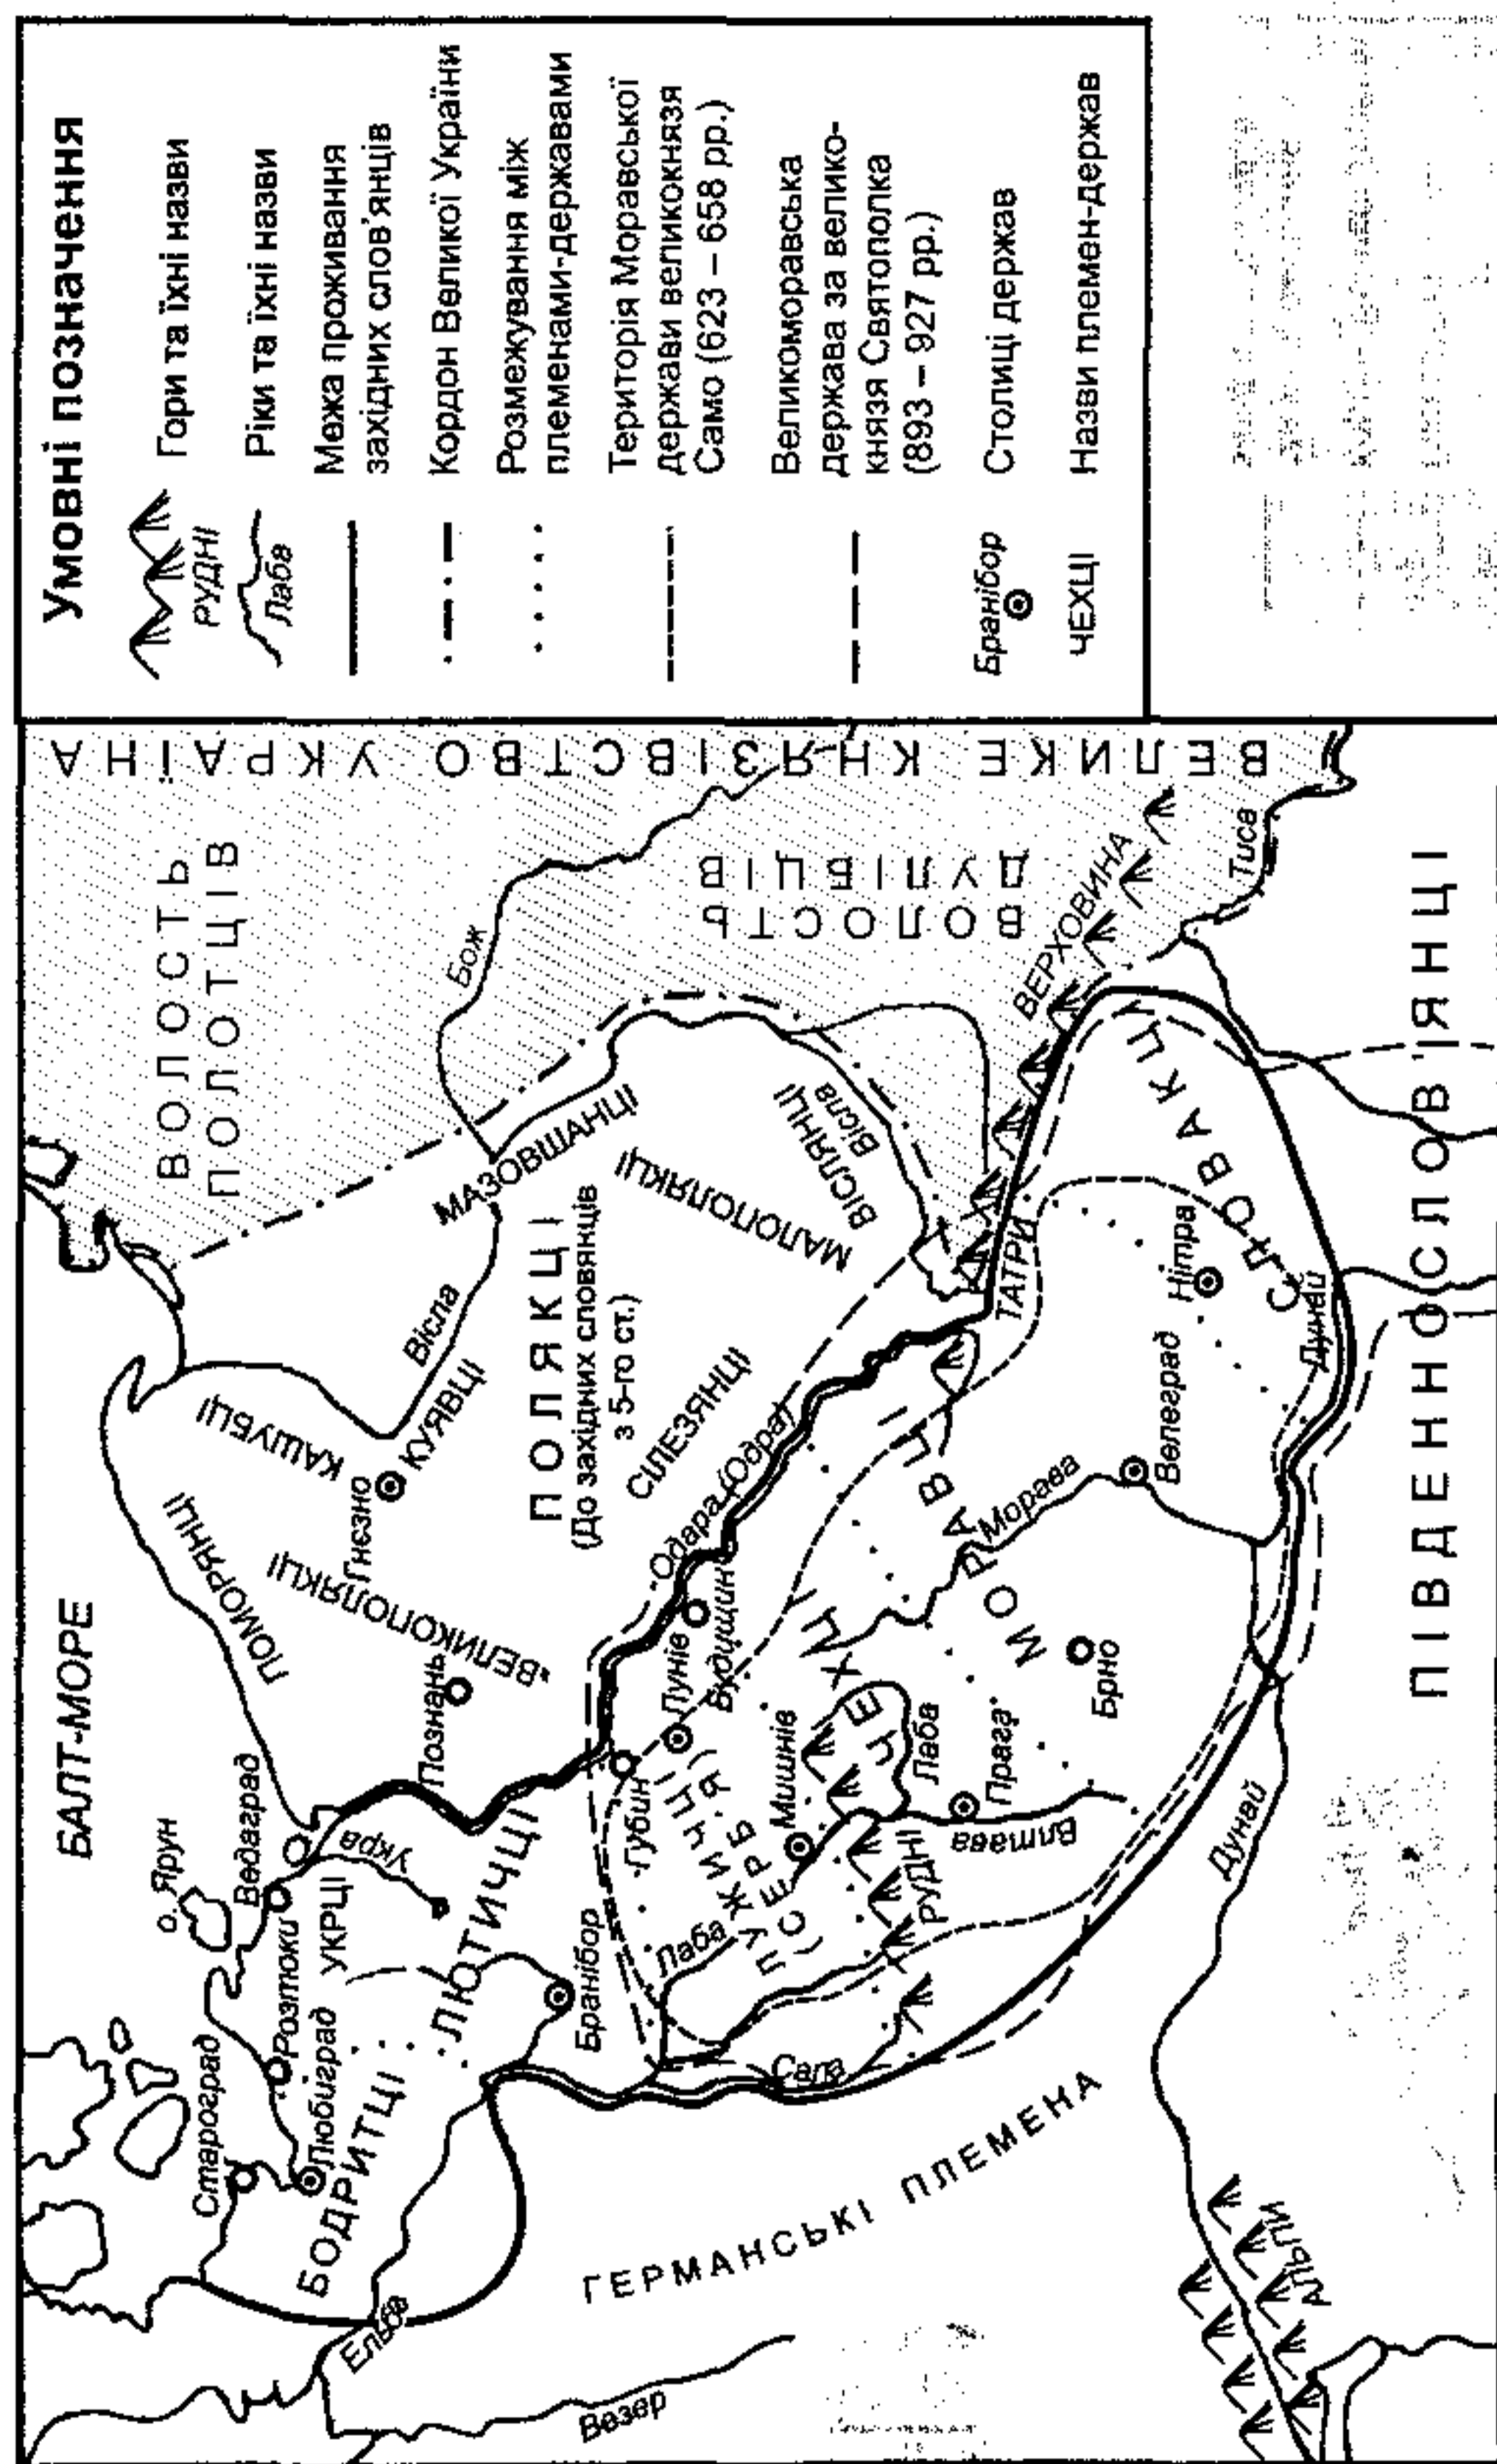 Умовні позначення
РУДНІ
Гори та їхні назви
Лаба
Ріки та їхні назви
Межа проживання
західних слов'янців
Кордон Великої України
Розмежування між
племенами-державами
Територія Моравської
держави великокнязя
Само (623 – 658 рр.)
Великоморавська
держава за велико-
князя Святополка
(893 – 927 рр.)
Бранібор
Столиці держав
ЧЕХЦІ
Назви племен-держав
БАЛТ-МОРЕ
ВЕЛИКЕ КНЯЗІВСТВО УКРАЇНА
ВОЛОСТЬ
ПОЛОТЦІВ
ВОЛОСТЬ
ДУЛІБЦІВ
о. Ярун
Староград
Ведаград
Розтоки
Любиград
УКРЦІ
Укра
БОДРИТЦІ
ЛЮТИЧЦІ
Ельба
Везер
Бранібор
ПОМОРЯНЦІ
КАШУБЦІ
Гнєзно
КУЯВЦІ
Вісла
Познань
ВЕЛИКОПОЛЯКЦІ
ПОЛЯКЦІ
(До західних словянців
з 5-го ст.)
МАЗОВШАНЦІ
МАЛОПОЛЯКЦІ
ВІСЛЯНЦІ
Вісла
Бож
СІЛЕЗЯНЦІ
Одара (Одра)
Губин
Лунів
Будишин
ЛУЖИЧЦІ
(СЕРБ-Я)
Лаба
Мишнів
РУДНІ
Сала
ЧЕХЦІ
Лаба
Прага
Влтава
МОРАВЦІ
Морава
Брно
Велеград
Нітра
СЛОВАКЦІ
ТАТРИ
ВЕРХОВИНА
Тиса
Дунай
Дунай
ГЕРМАНСЬКІ ПЛЕМЕНА
АЛЬПИ
ПІВДЕННОСЛОВ'ЯНЦІ